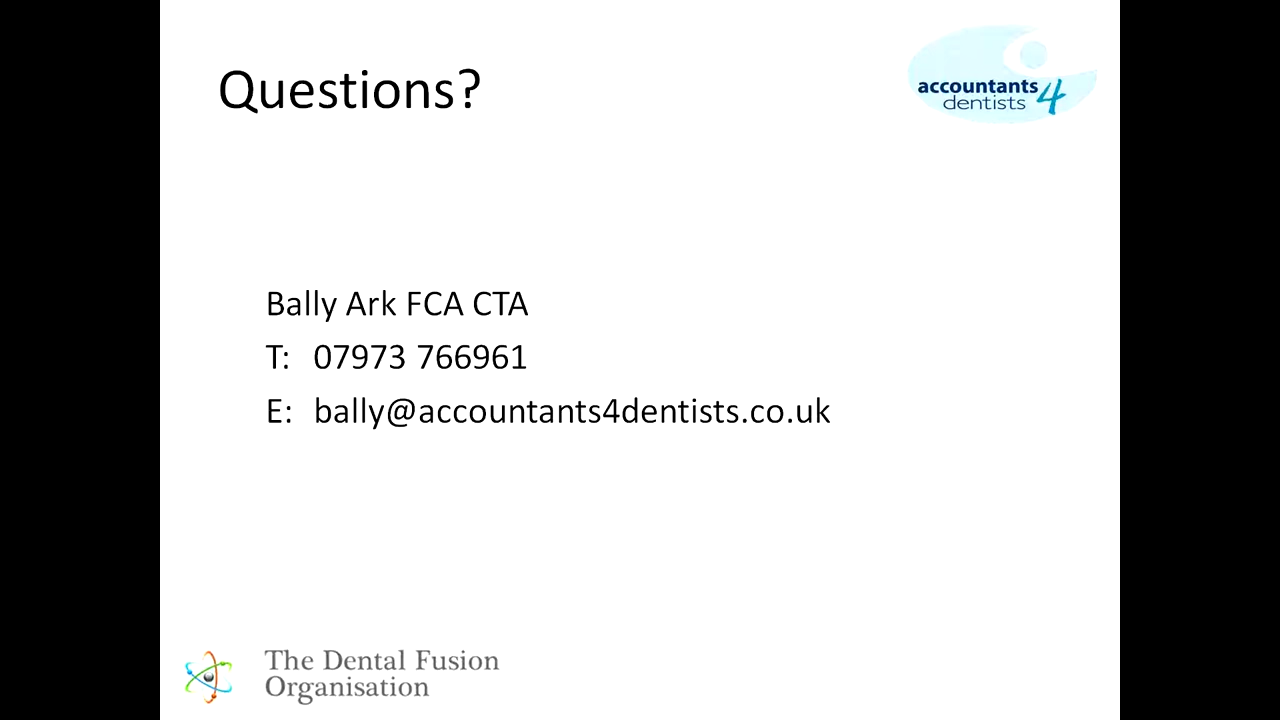 Questions?
accountants
dentists 4
Bally Ark FCA CTA
T: 07973 766961
E: bally@accountants4dentists.co.uk
The Dental Fusion
Organisation